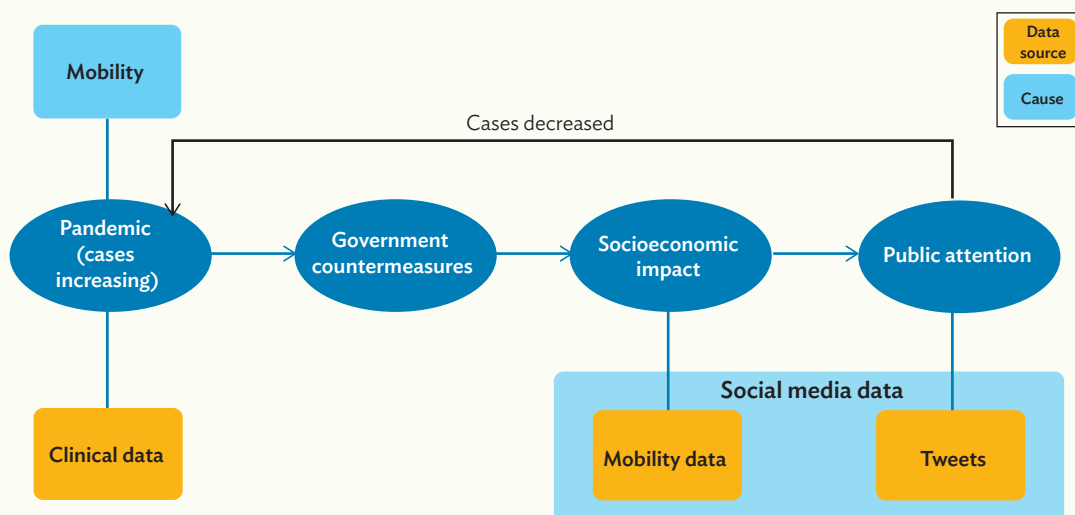 Mobility
Data
source
Cause
Cases decreased
Pandemic
(cases
increasing)
Government
countermeasures
Socioeconomic
impact
Public attention
Social media data
Clinical data
Mobility data
Tweets